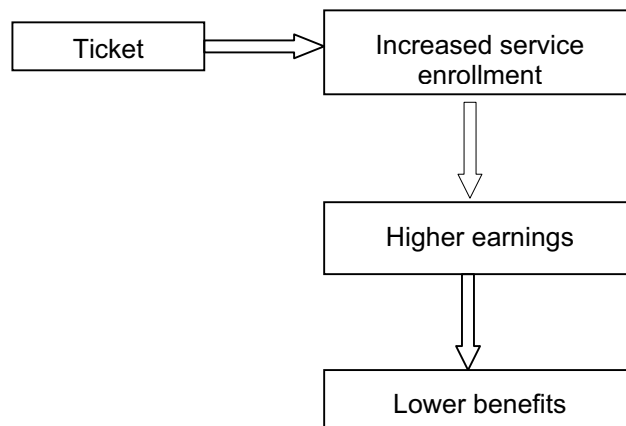 Ticket
Increased service
enrollment
Higher earnings
Lower benefits